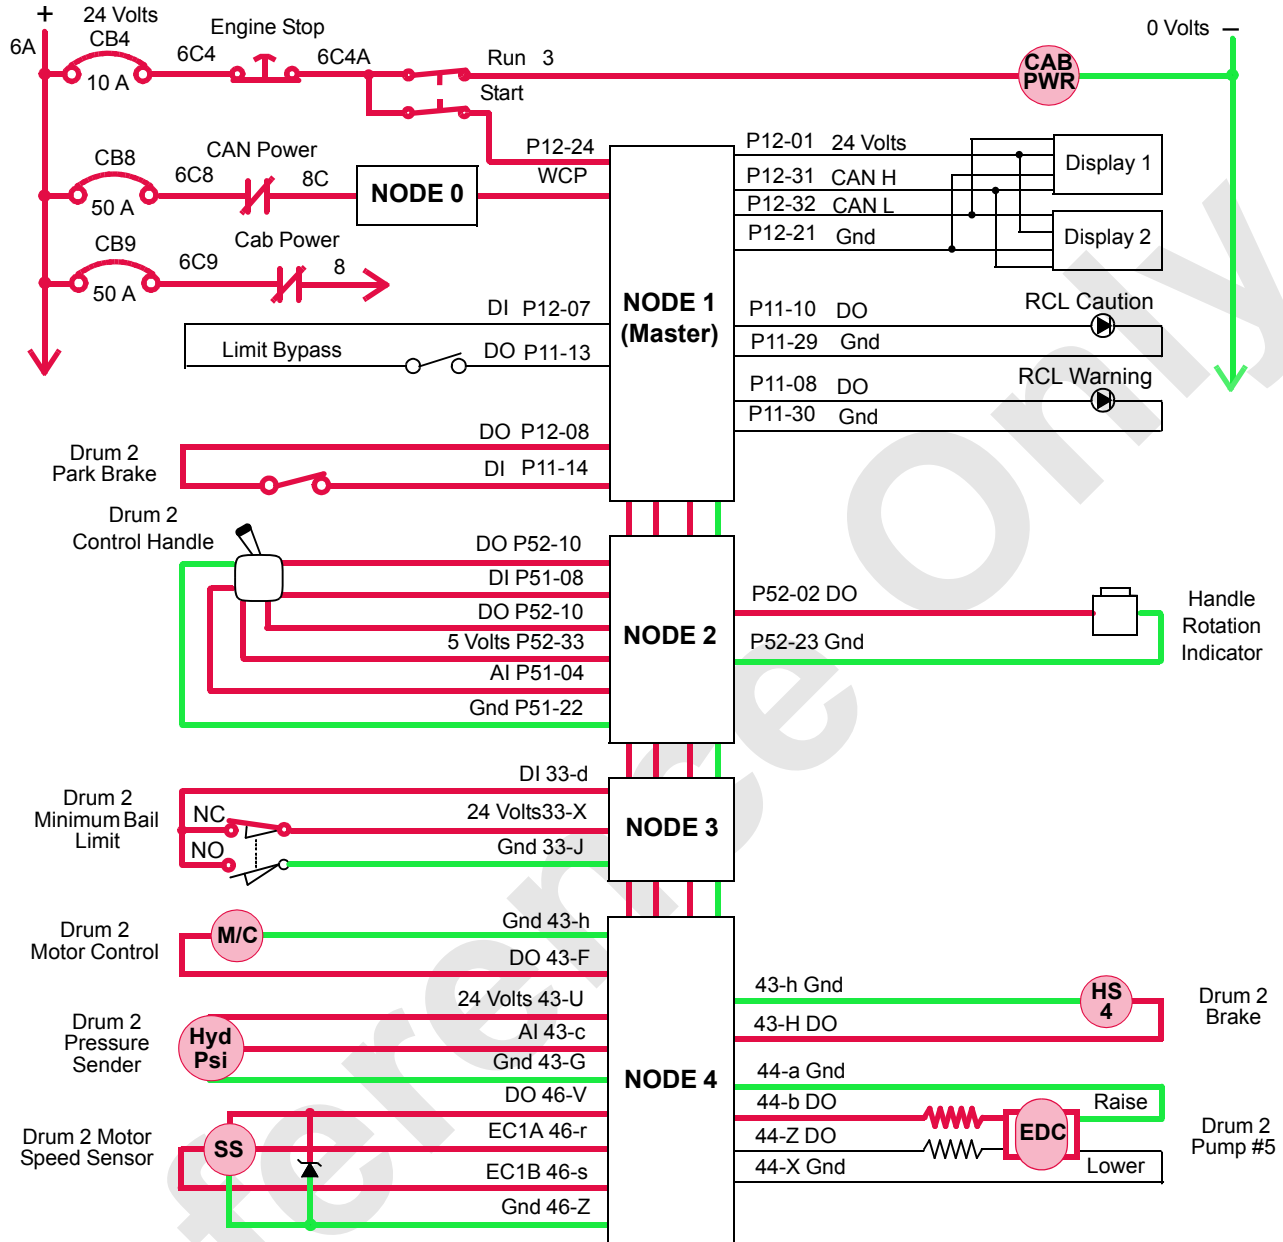 + 24 Volts
0 Volts −
6A
CB4
10 A
6C4
Engine Stop
6C4A
Run 3
Start
CAB
PWR
CB8
50 A
6C8
CAN Power
8C
NODE 0
P12-24
WCP
CB9
50 A
6C9
Cab Power
8
NODE 1
(Master)
P12-01 24 Volts
P12-31 CAN H
P12-32 CAN L
P12-21 Gnd
Display 1
Display 2
DI P12-07
Limit Bypass
DO P11-13
P11-10 DO
P11-29 Gnd
RCL Caution
P11-08 DO
P11-30 Gnd
RCL Warning
Drum 2
Park Brake
DO P12-08
DI P11-14
Drum 2
Control Handle
DO P52-10
DI P51-08
DO P52-10
5 Volts P52-33
AI P51-04
Gnd P51-22
NODE 2
P52-02 DO
P52-23 Gnd
Handle
Rotation
Indicator
Drum 2
Minimum Bail
Limit
NC
NO
DI 33-d
24 Volts33-X
Gnd 33-J
NODE 3
Drum 2
Motor Control
M/C
Gnd 43-h
DO 43-F
Drum 2
Pressure
Sender
Hyd
Psi
24 Volts 43-U
AI 43-c
Gnd 43-G
Drum 2 Motor
Speed Sensor
SS
DO 46-V
EC1A 46-r
EC1B 46-s
Gnd 46-Z
NODE 4
43-h Gnd
43-H DO
HS
4
Drum 2
Brake
44-a Gnd
44-b DO
44-Z DO
44-X Gnd
EDC
Raise
Lower
Drum 2
Pump #5
ference Only